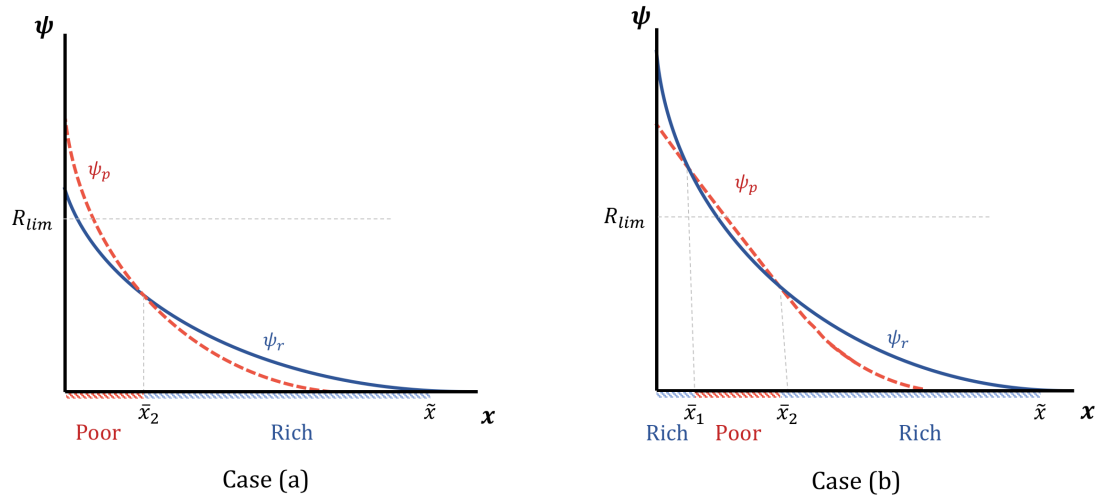 ψ
ψ_p
R_lim
ψ_r
x̄_2
x̃
x
Poor
Rich
Case (a)
ψ
ψ_p
R_lim
ψ_r
x̄_1
x̄_2
x̃
x
Rich
Poor
Rich
Case (b)